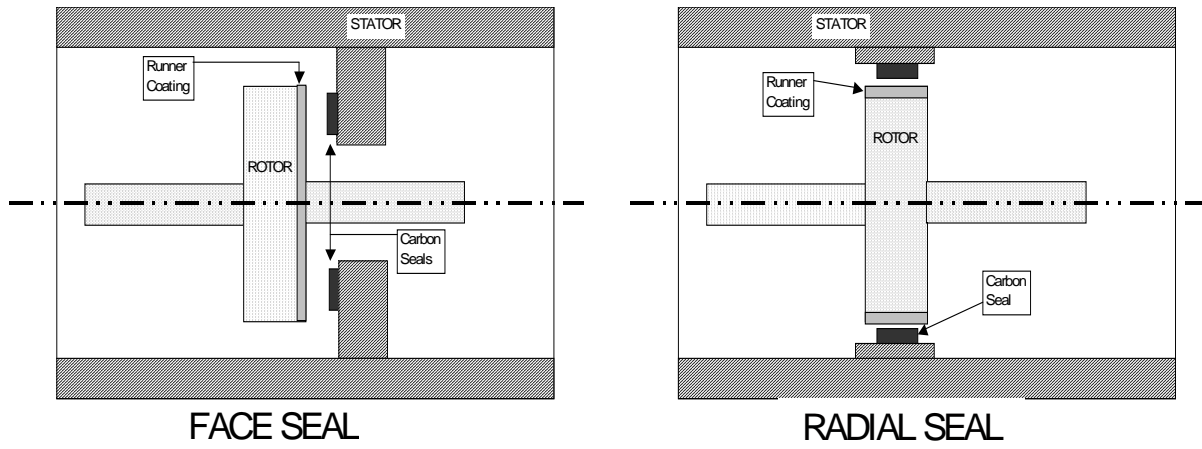 STATOR
Runner
Coating
ROTOR
Carbon
Seals
FACE SEAL
STATOR
Runner
Coating
ROTOR
Carbon
Seal
RADIAL SEAL